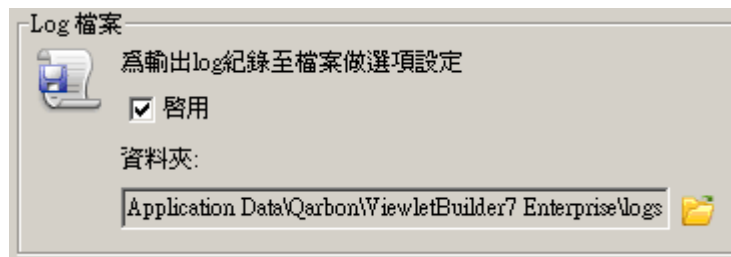 Log 檔案
為輸出log紀錄至檔案做選項設定
啓用
資料夾:
Application Data\Qarbon\ViewletBuilder7 Enterprise\logs